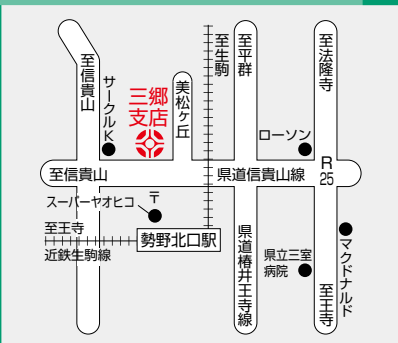 至信貴山
サークルK
三郷
支店
美松ヶ丘
至生駒
至平群
至法隆寺
ローソン
至信貴山
県道信貴山線
R
25
スーパーヤオヒコ
〒
至王寺
近鉄生駒線
勢野北口駅
県道椿井王寺線
県立三室
病院
マクドナルド
至王寺